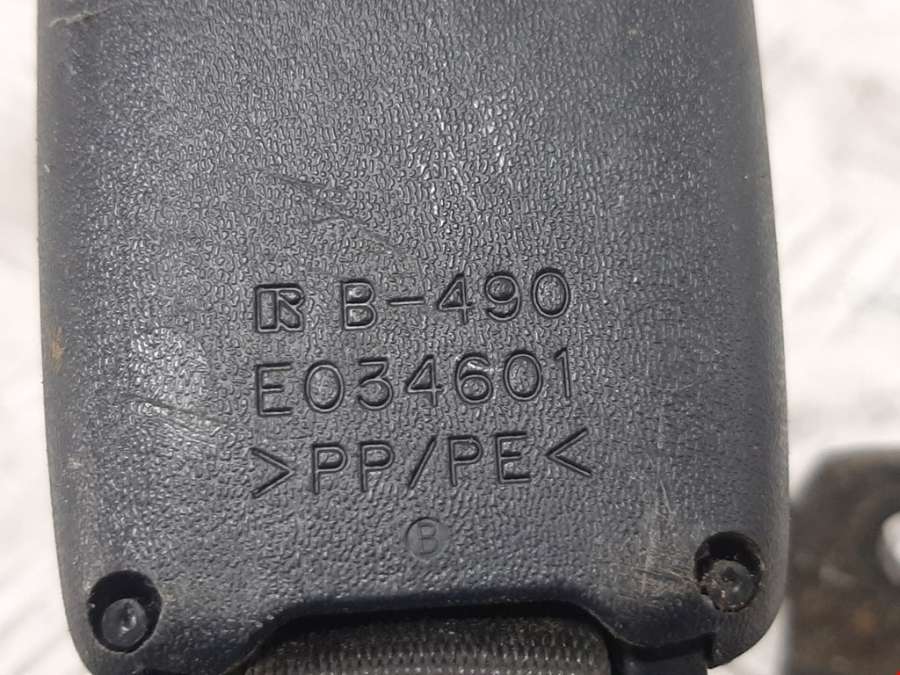 R B-490
E034601
>PP/PE<
B